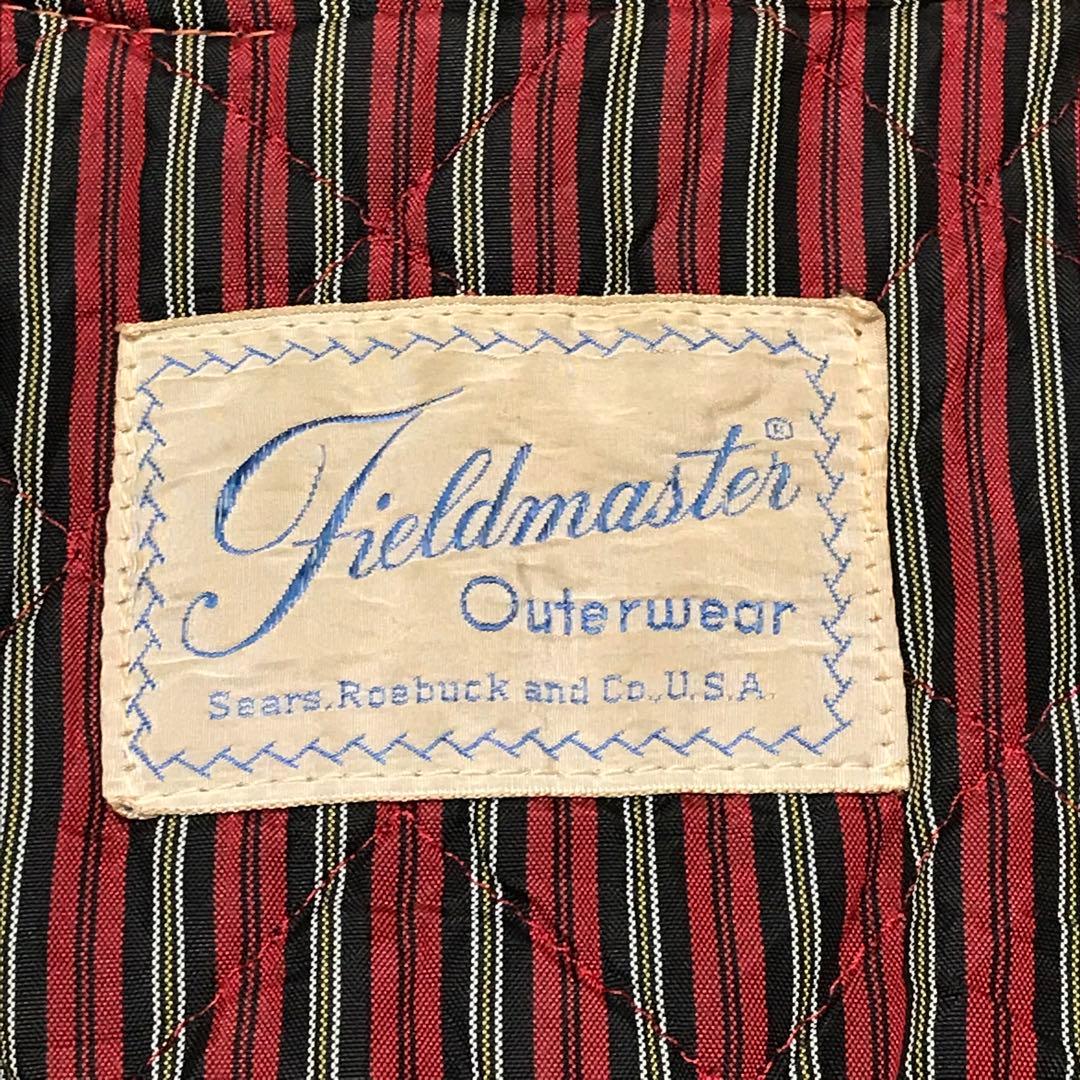 Fieldmaster®
Outerwear
Sears, Roebuck and Co., U.S.A.